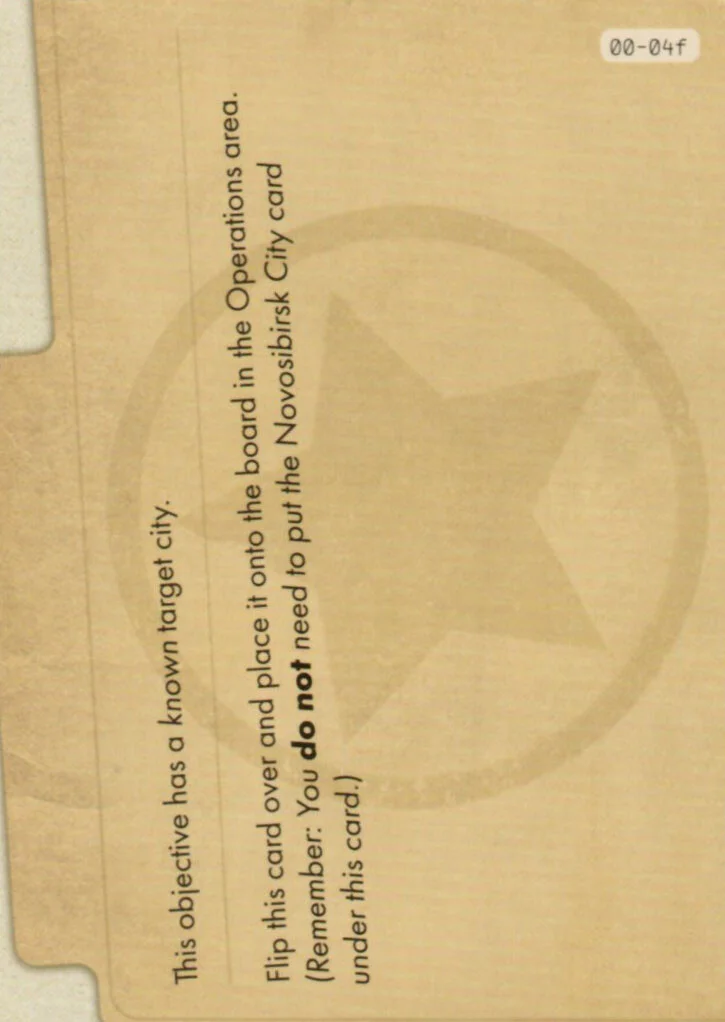 00-04f
This objective has a known target city.
Flip this card over and place it onto the board in the Operations area.
(Remember: You do not need to put the Novosibirsk City card
under this card.)